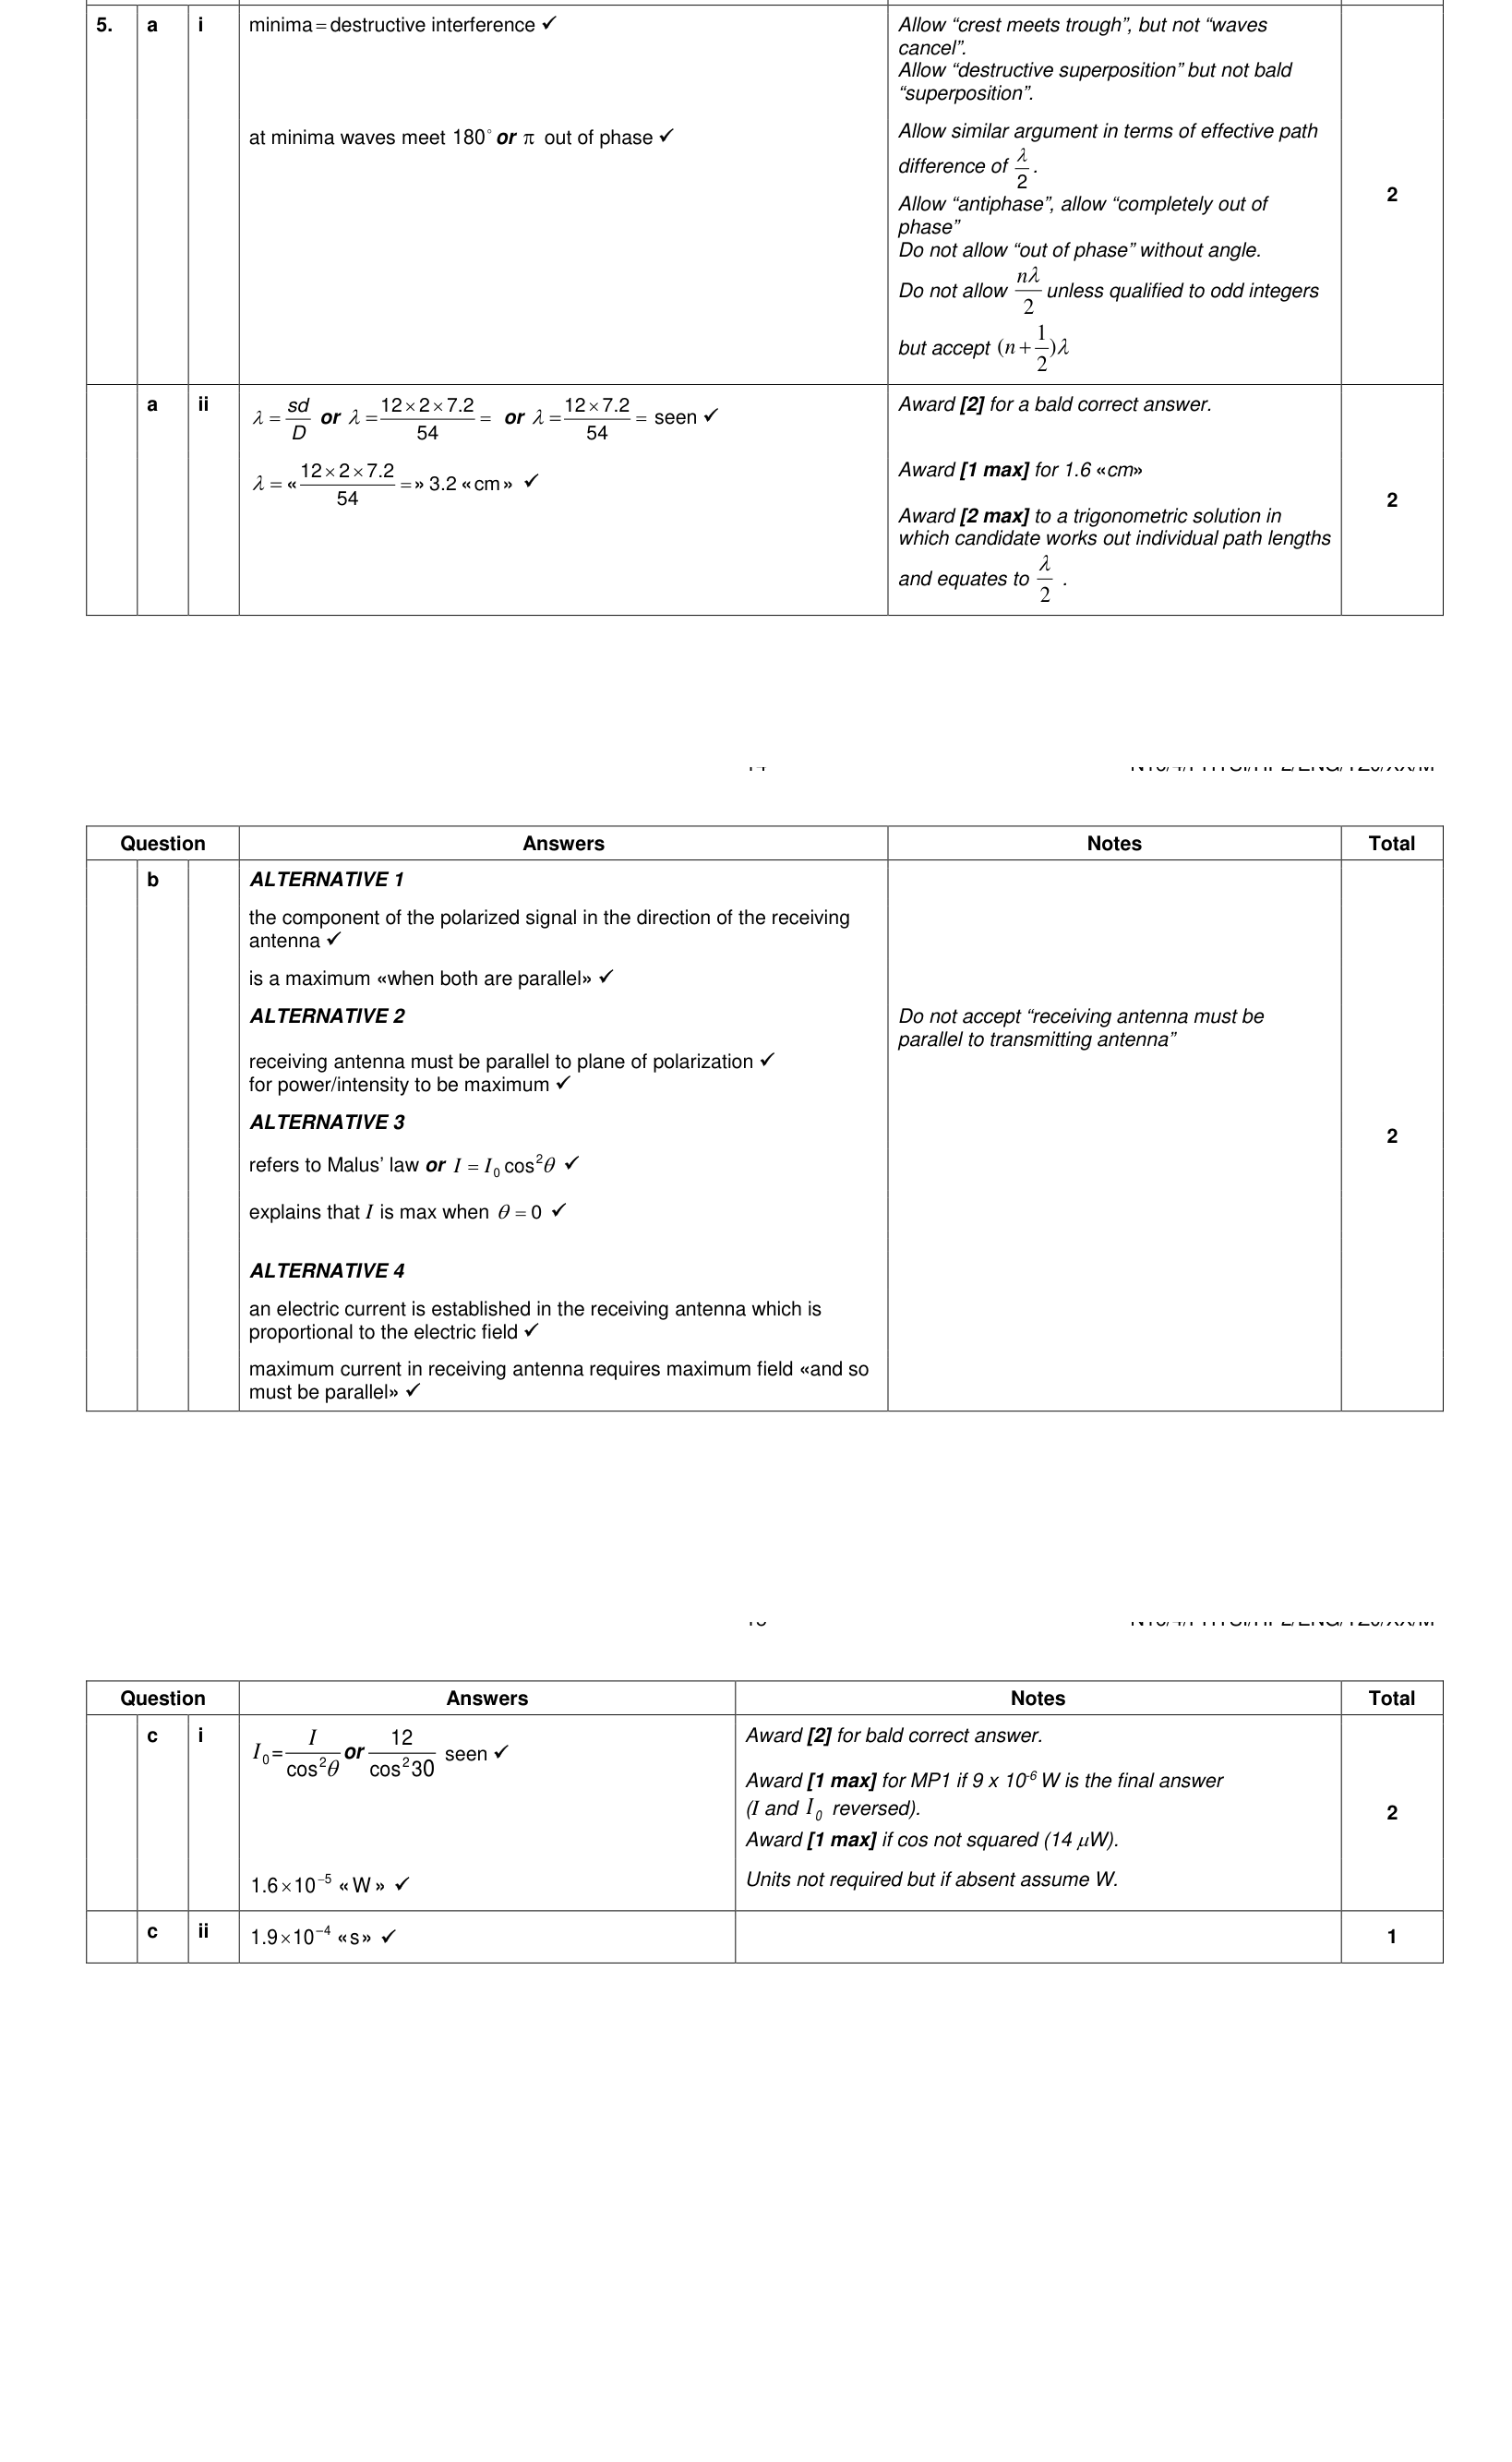 5. a i minima = destructive interference ✓ Allow “crest meets trough”, but not “waves
cancel”.
Allow “destructive superposition” but not bald
“superposition”.
at minima waves meet 180° or π out of phase ✓ Allow similar argument in terms of effective path
difference of λ/2.
Allow “antiphase”, allow “completely out of
phase”
Do not allow “out of phase” without angle.
Do not allow nλ/2 unless qualified to odd integers
but accept (n+1/2)λ
2
a ii λ = sd/D or λ = 12×2×7.2/54 = or λ = 12×7.2/54 = seen ✓ Award [2] for a bald correct answer.
λ = «12×2×7.2/54 =» 3.2 «cm» ✓ Award [1 max] for 1.6 «cm»
Award [2 max] to a trigonometric solution in
which candidate works out individual path lengths
and equates to λ/2 .
2
Question Answers Notes Total
b ALTERNATIVE 1
the component of the polarized signal in the direction of the receiving
antenna ✓
is a maximum «when both are parallel» ✓
ALTERNATIVE 2 Do not accept “receiving antenna must be
parallel to transmitting antenna”
receiving antenna must be parallel to plane of polarization ✓
for power/intensity to be maximum ✓
ALTERNATIVE 3
2
refers to Malus’ law or I = I₀ cos²θ ✓
explains that I is max when θ = 0 ✓
ALTERNATIVE 4
an electric current is established in the receiving antenna which is
proportional to the electric field ✓
maximum current in receiving antenna requires maximum field «and so
must be parallel» ✓
Question Answers Notes Total
c i I₀ = I/cos²θ or 12/cos²30 seen ✓ Award [2] for bald correct answer.
Award [1 max] for MP1 if 9 x 10⁻⁶ W is the final answer
(I and I₀ reversed).
2
Award [1 max] if cos not squared (14 μW).
1.6×10⁻⁵ «W» ✓ Units not required but if absent assume W.
c ii 1.9×10⁻⁴ «s» ✓ 1